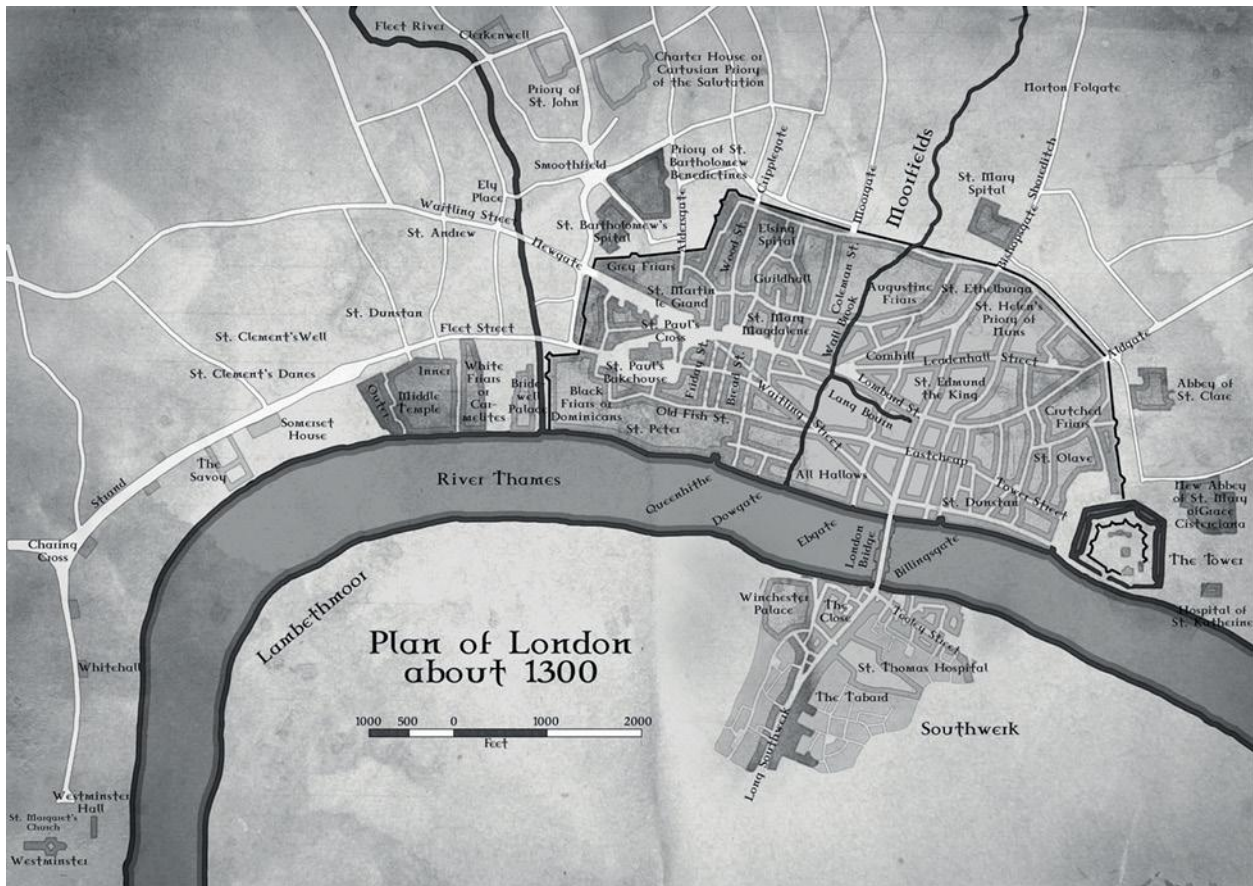 Fleet River
Clerkenwell
Priory of
St. John
Charter House or
Cartusian Priory
of the Salutation
Morton Folgate
Smoothfield
Priory of St.
Bartholomew
Benedictines
Cripplegate
Moorgate
Moorfields
St. Mary
Spital
Shoreditch
Bishopsgate
Ely
Place
Waitling Street
St. Andrew
Newgate
St. Bartholomew's
Spital
Aldersgate
Grey Friars
Wood St.
Elsing
Spital
Guildhall
Coleman St.
Wall Brook
Augustine
Friars
St. Ethelburga
St. Helen's
Priory of
Nuns
St. Martin
le Grand
St. Mary
Magdalene
St. Dunstan
Fleet Street
St. Paul's
Cross
Aldgate
St. Clement's Well
St. Clement's Danes
Outer
Inner
Middle
Temple
White
Friars
or
Car-
melites
Bride-
well
Palace
St. Paul's
Bakehouse
Black
Friars or
Dominicans
Friday St.
Bread St.
Waitling Street
Cornhill
Leadenhall Street
Lombard St.
St. Edmund
the King
Lang Bourn
Abbey of
St. Clare
Crutched
Friars
Old Fish St.
St. Peter
Eastcheap
St. Olave
Somerset
House
The
Savoy
Strand
River Thames
All Hallows
St. Dunstan
Tower Street
New Abbey
of St. Mary
ofGrace
Cisterciana
Queenhithe
Dowgate
Ebgate
London
Bridge
Billingsgate
The Tower
Charing
Cross
Hospital of
St. Katherine
Lambethmoor
Winchester
Palace
The
Close
Tooley Street
Plan of London
about 1300
Whitehall
St. Thomas Hospital
The Tabard
Southwerk
Long Southwerk
1000 500 0 1000 2000
Feet
Westminster
Hall
St. Margaret's
Church
Westminster